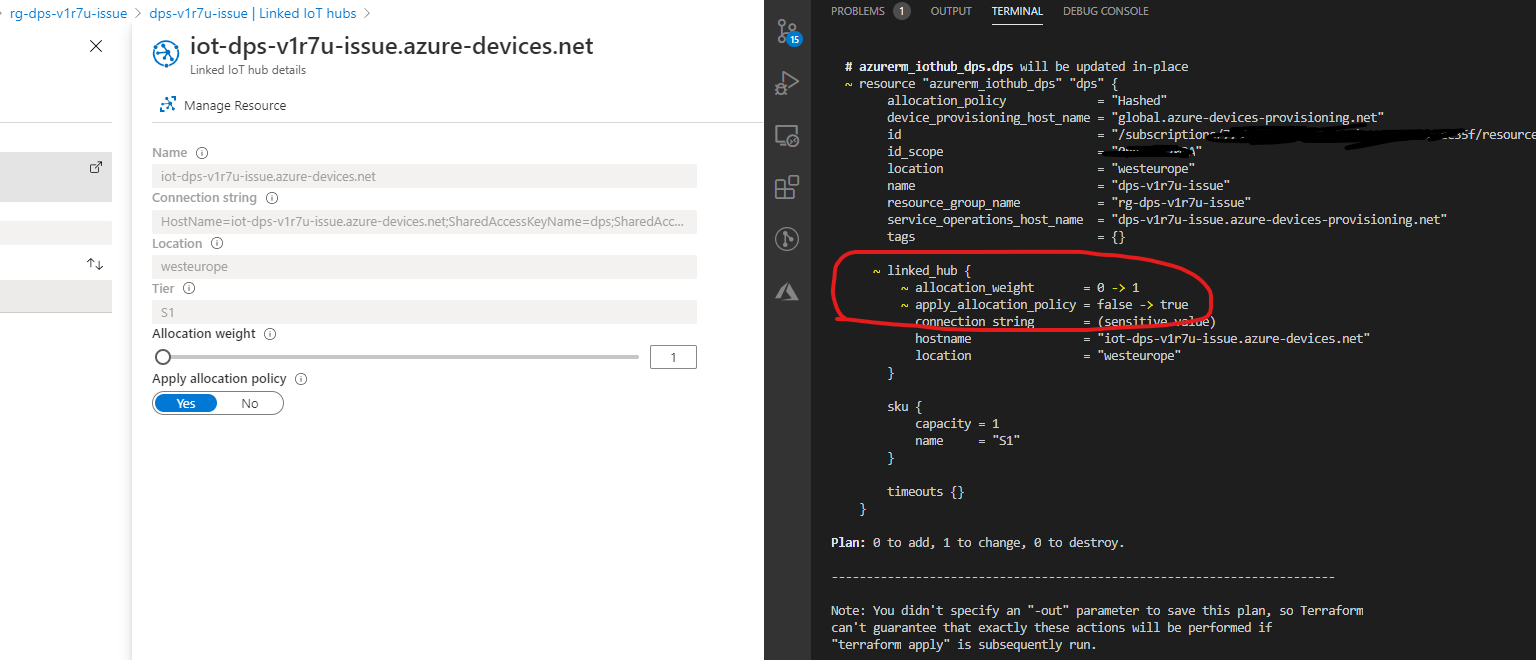 rg-dps-v1r7u-issue > dps-v1r7u-issue | Linked IoT hubs >
iot-dps-v1r7u-issue.azure-devices.net
Linked IoT hub details
Manage Resource
Name
iot-dps-v1r7u-issue.azure-devices.net
Connection string
HostName=iot-dps-v1r7u-issue.azure-devices.net;SharedAccessKeyName=dps;SharedAcc...
Location
westeurope
Tier
S1
Allocation weight
1
Apply allocation policy
Yes No
15
PROBLEMS 1 OUTPUT TERMINAL DEBUG CONSOLE
# azurerm_iothub_dps.dps will be updated in-place
~ resource "azurerm_iothub_dps" "dps" {
allocation_policy = "Hashed"
device_provisioning_host_name = "global.azure-devices-provisioning.net"
id = "/subscriptions/ 5f/resource
id_scope =
location = "westeurope"
name = "dps-v1r7u-issue"
resource_group_name = "rg-dps-v1r7u-issue"
service_operations_host_name = "dps-v1r7u-issue.azure-devices-provisioning.net"
tags = {}
~ linked_hub {
~ allocation_weight = 0 -> 1
~ apply_allocation_policy = false -> true
connection_string = (sensitive value)
hostname = "iot-dps-v1r7u-issue.azure-devices.net"
location = "westeurope"
}
sku {
capacity = 1
name = "S1"
}
timeouts {}
}
Plan: 0 to add, 1 to change, 0 to destroy.
------------------------------------------------------------------------
Note: You didn't specify an "-out" parameter to save this plan, so Terraform
can't guarantee that exactly these actions will be performed if
"terraform apply" is subsequently run.